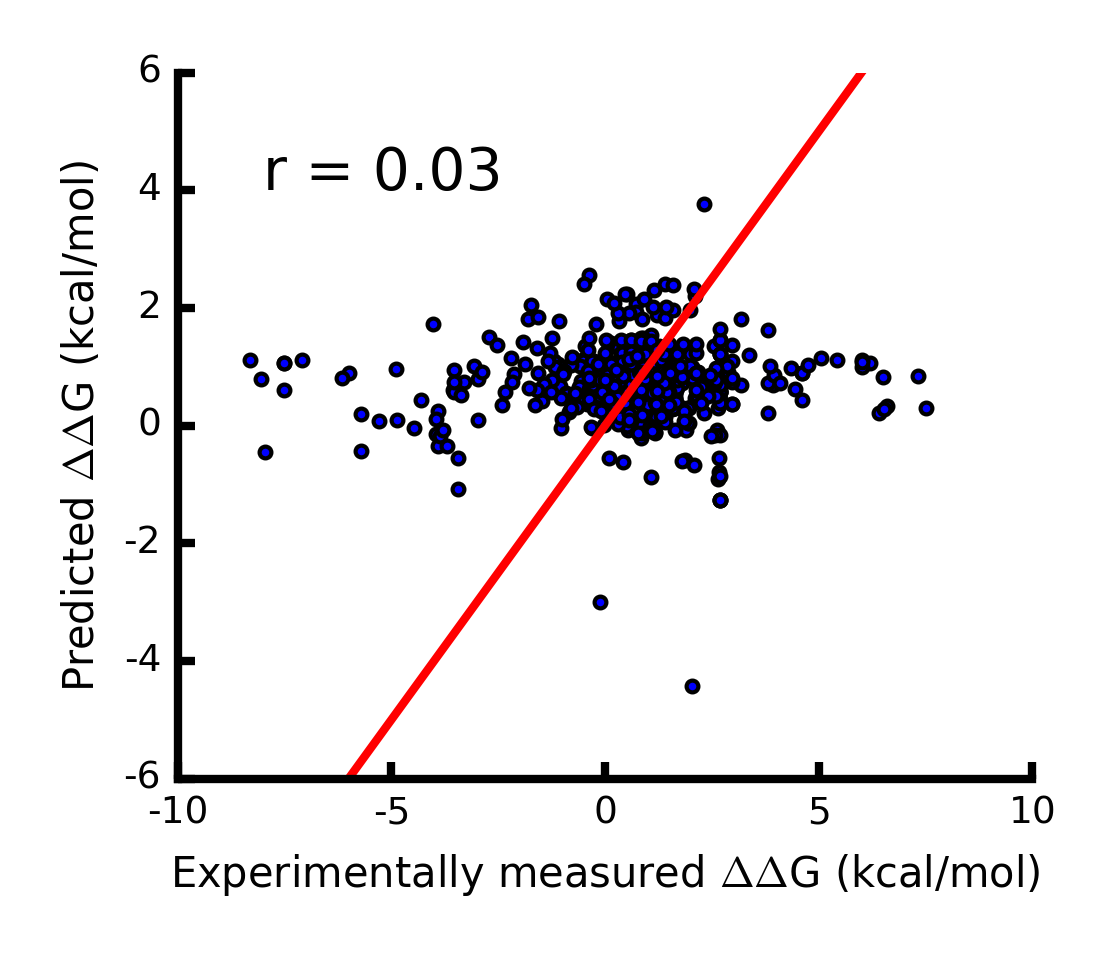 6
r = 0.03
4
2
0
-2
-4
-6
Predicted ΔΔG (kcal/mol)
-10 -5 0 5 10
Experimentally measured ΔΔG (kcal/mol)